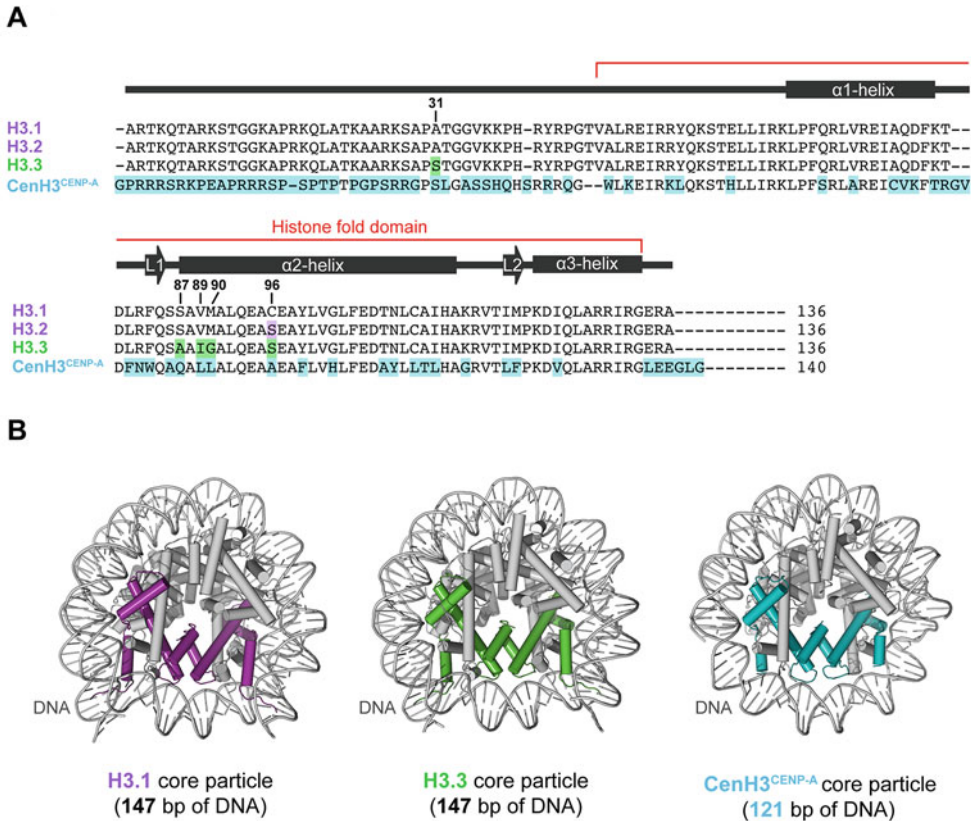 A
α1-helix
31
H3.1 -ARTKQTARKSTGGKAPRKQLATKAARKSAPATGGVKKPH-RYRPGTVALREIRRYQKSTELLIRKLPFQRLVREIAQDFKT--
H3.2 -ARTKQTARKSTGGKAPRKQLATKAARKSAPATGGVKKPH-RYRPGTVALREIRRYQKSTELLIRKLPFQRLVREIAQDFKT--
H3.3 -ARTKQTARKSTGGKAPRKQLATKAARKSAPSTGGVKKPH-RYRPGTVALREIRRYQKSTELLIRKLPFQRLVREIAQDFKT--
CenH3CENP-A GPRRRSRKPEAPRRRSP-SPTPTPGPSRRGPSLGASSHQHSRRRQG--WLKEIRKLQKSTHLLIRKLPFSRLAREICVKFTRGV
Histone fold domain
L1 α2-helix L2 α3-helix
87 89 90 96
H3.1 DLRFQSSAVMALQEACEAYLVGLFEDTNLCAIHAKRVTIMPKDIQLARRIRGERA-------- 136
H3.2 DLRFQSSAVMALQEASEAYLVGLFEDTNLCAIHAKRVTIMPKDIQLARRIRGERA-------- 136
H3.3 DLRFQSAAIGALQEASEAYLVGLFEDTNLCAIHAKRVTIMPKDIQLARRIRGERA-------- 136
CenH3CENP-A DFNWQAQALLALQEAAEAFLVHLFEDAYLLTLHAGRVTLFPKDVQLARRIRGLEEGLG-------- 140
B
DNA DNA DNA
H3.1 core particle
(147 bp of DNA)
H3.3 core particle
(147 bp of DNA)
CenH3CENP-A core particle
(121 bp of DNA)